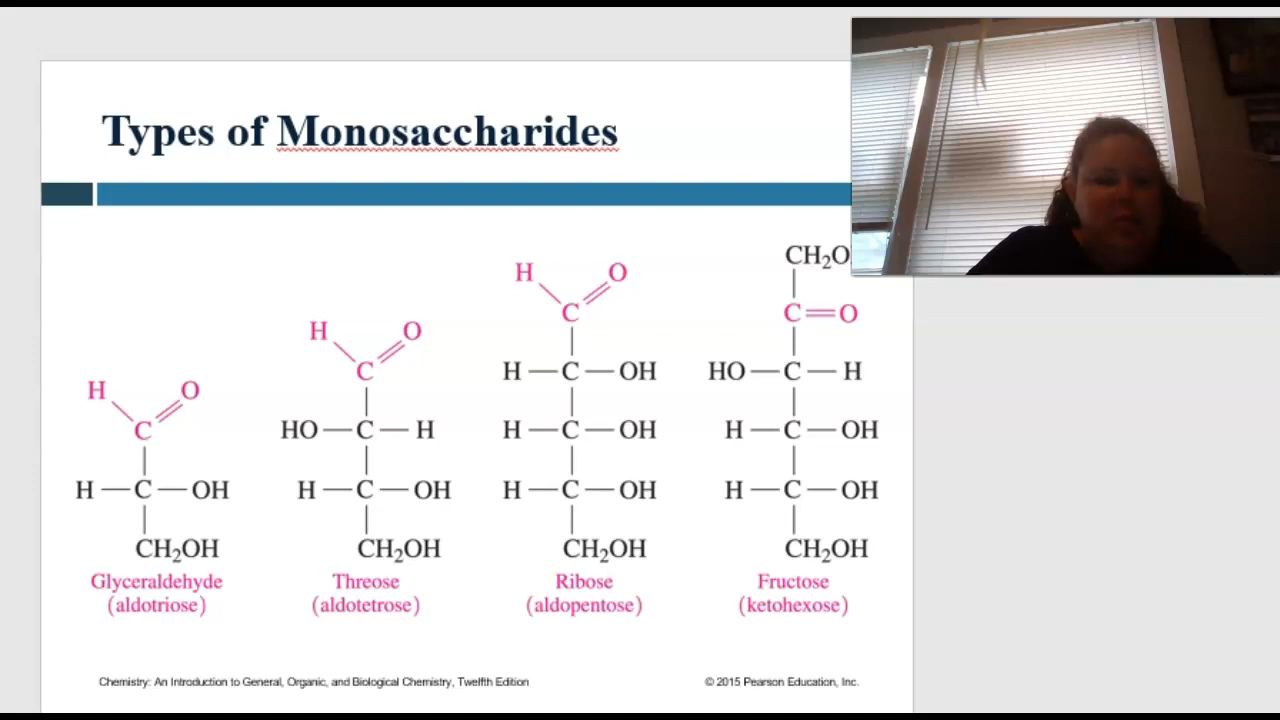 Types of Monosaccharides
CH₂O
H O H O C=O
H O C C HO—C—H
H O C HO—C—H H—C—OH H—C—OH
C H—C—OH H—C—OH H—C—OH
H—C—OH CH₂OH H—C—OH CH₂OH
CH₂OH CH₂OH
Glyceraldehyde Threose Ribose Fructose
(aldotriose) (aldotetrose) (aldopentose) (ketohexose)
Chemistry: An Introduction to General, Organic, and Biological Chemistry, Twelfth Edition © 2015 Pearson Education, Inc.